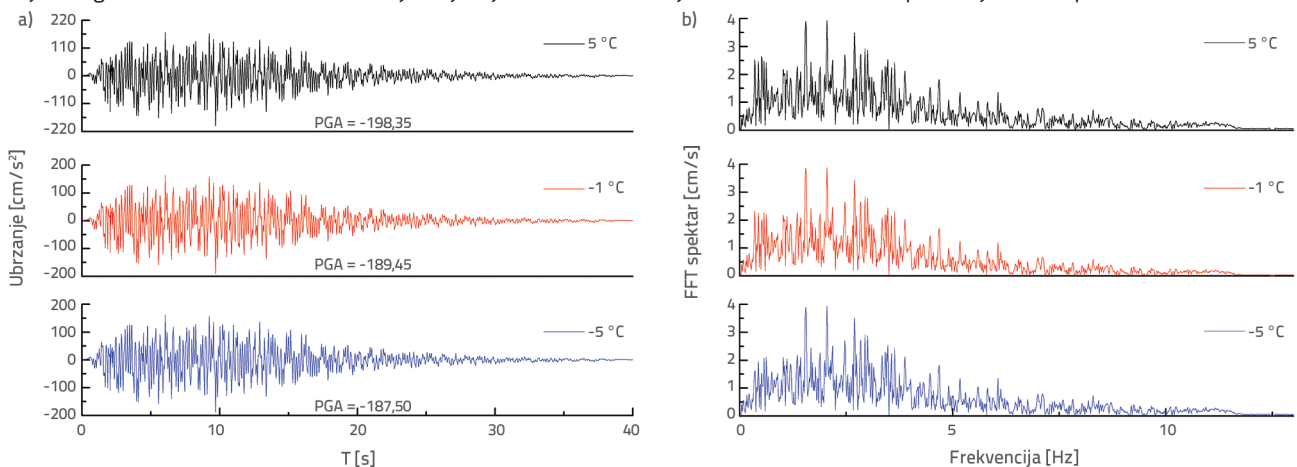 a)
220
110
0
-110
-220
5 °C
PGA = -198,35
200
100
0
-100
-200
-1 °C
PGA = -189,45
200
100
0
-100
-200
-5 °C
PGA = -187,50
0
10
20
30
40
T [s]
Ubrzanje [cm/s²]
b)
4
3
2
1
0
5 °C
4
3
2
1
0
-1 °C
4
3
2
1
0
-5 °C
0
5
10
Frekvencija [Hz]
FFT spektar [cm/s]